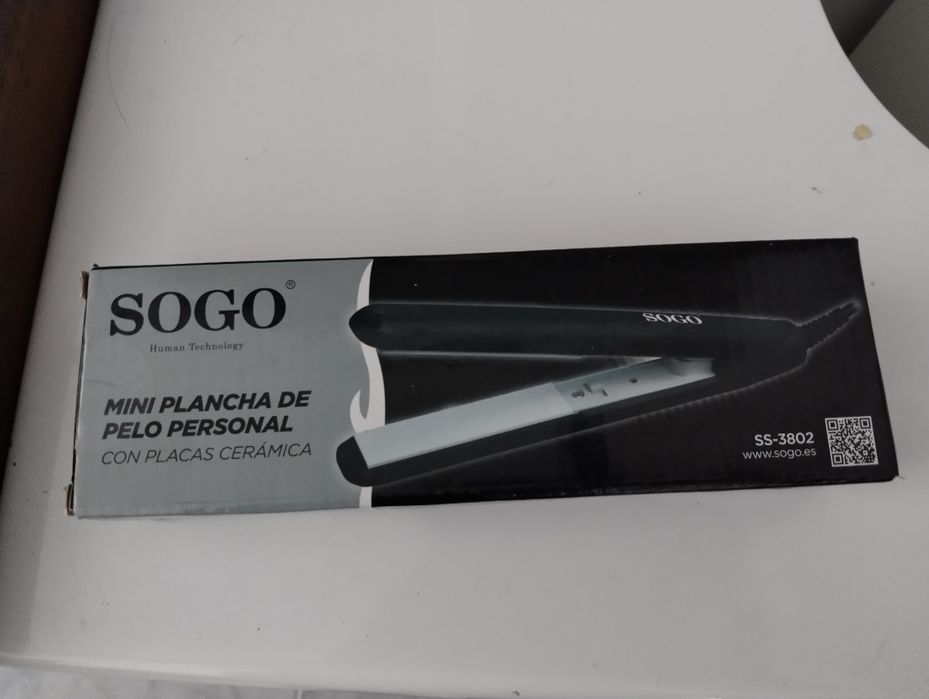 SOGO®
Human Technology
MINI PLANCHA DE
PELO PERSONAL
CON PLACAS CERÁMICA
SOGO
SS-3802
www.sogo.es